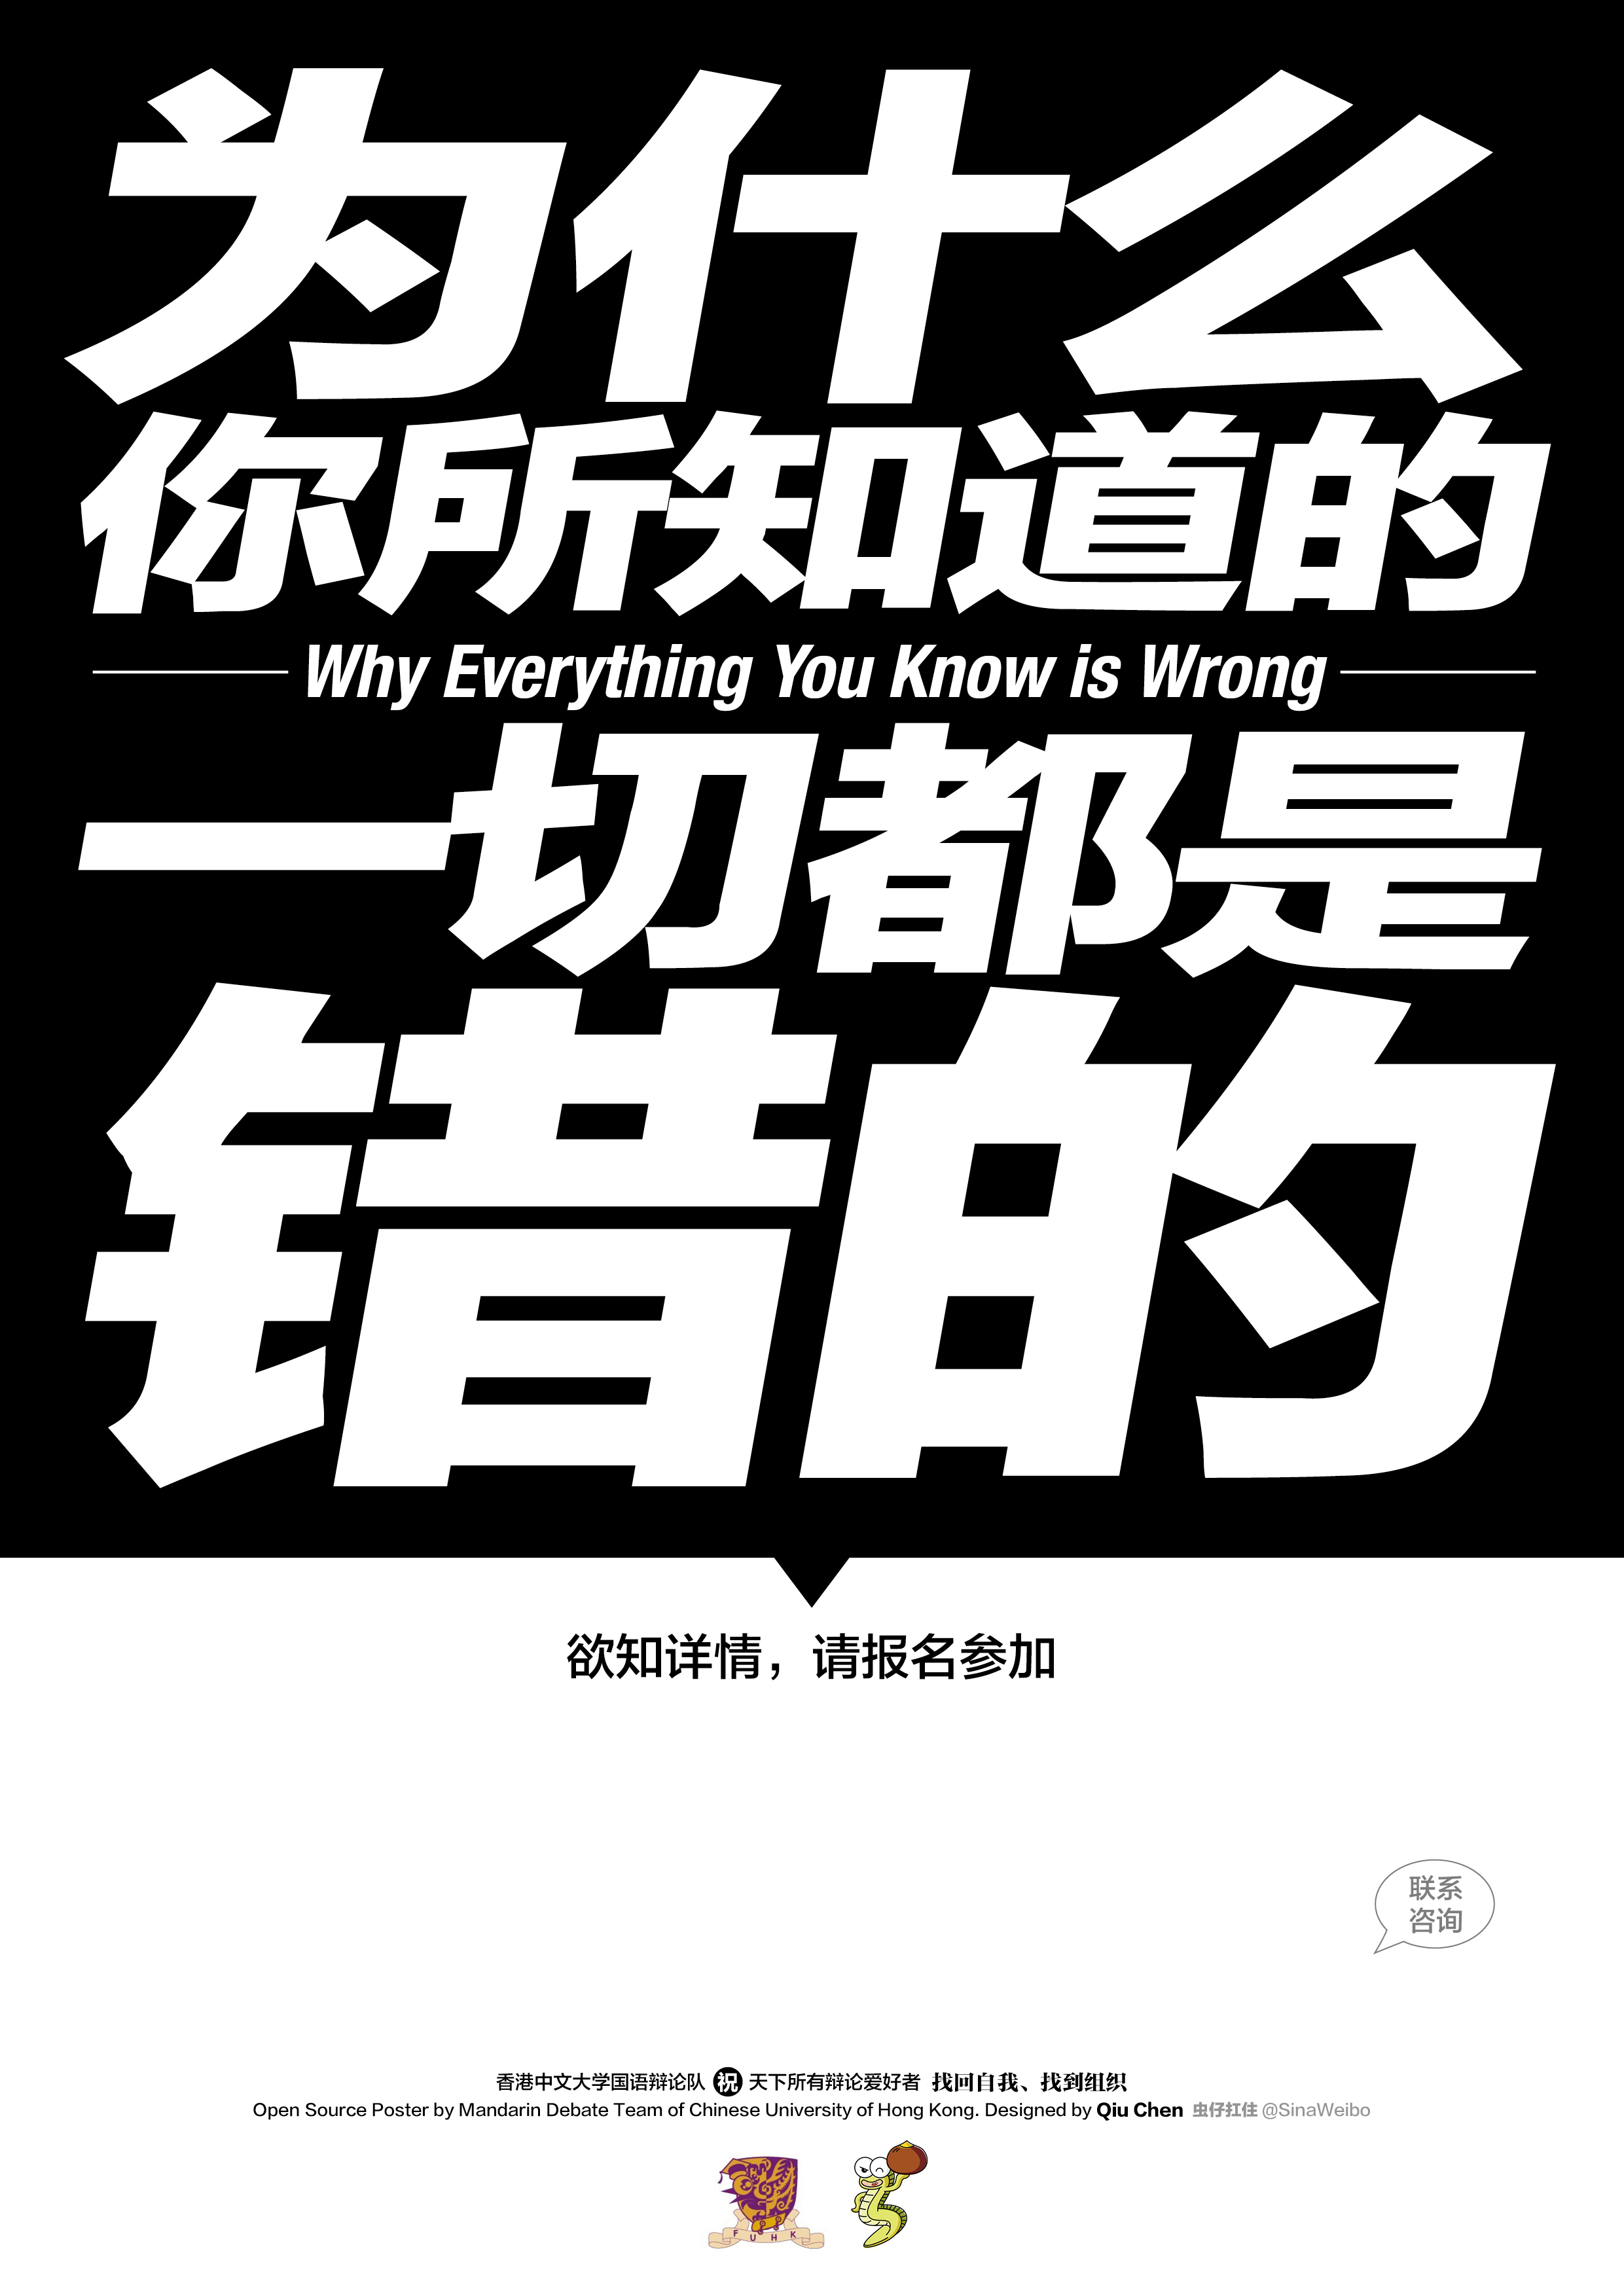 为什么
你所知道的
Why Everything You Know is Wrong
一切都是
错的
欲知详情，请报名参加
联系
咨询
香港中文大学国语辩论队 祝 天下所有辩论爱好者 找回自我、找到组织
Open Source Poster by Mandarin Debate Team of Chinese University of Hong Kong. Designed by Qiu Chen 虫仔扛住 @SinaWeibo
F U H K